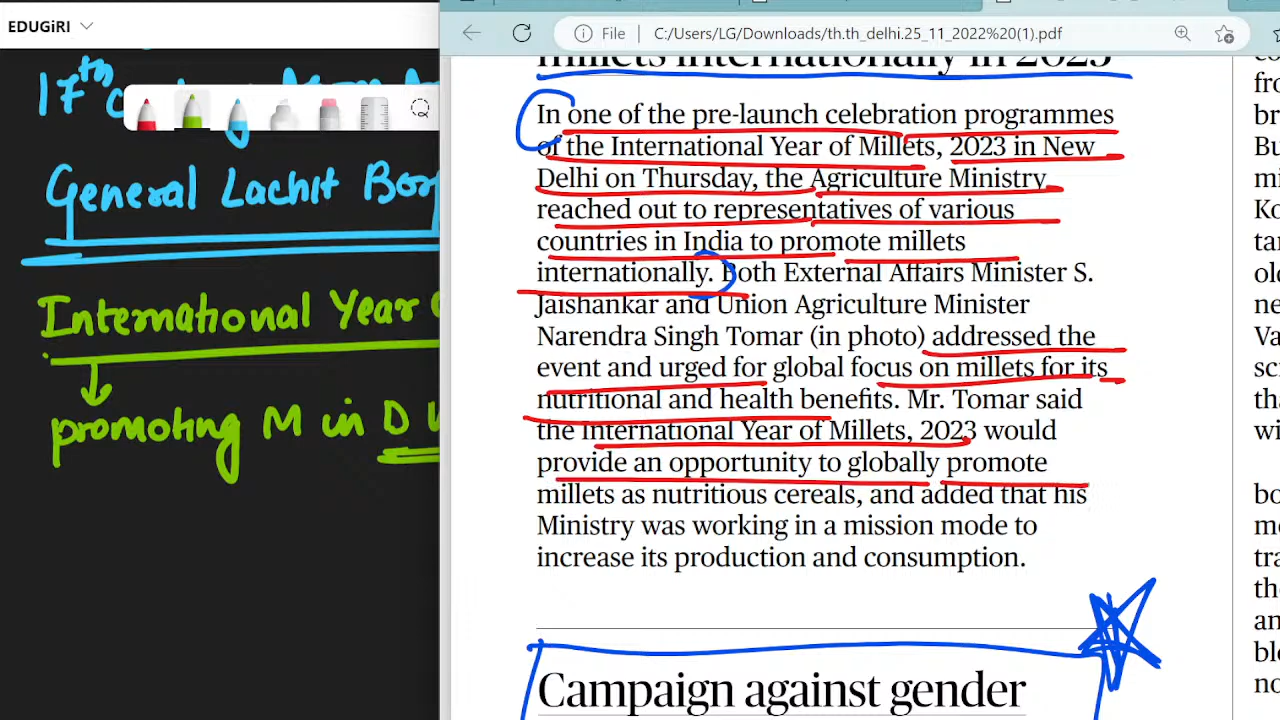 EDUGiRI
File C:/Users/LG/Downloads/th.th_delhi.25_11_2022%20(1).pdf
17th
General Lachit
International Year
promoting M in D
millets internationally in 2023
In one of the pre-launch celebration programmes
of the International Year of Millets, 2023 in New
Delhi on Thursday, the Agriculture Ministry
reached out to representatives of various
countries in India to promote millets
internationally. Both External Affairs Minister S.
Jaishankar and Union Agriculture Minister
Narendra Singh Tomar (in photo) addressed the
event and urged for global focus on millets for its
nutritional and health benefits. Mr. Tomar said
the International Year of Millets, 2023 would
provide an opportunity to globally promote
millets as nutritious cereals, and added that his
Ministry was working in a mission mode to
increase its production and consumption.
Campaign against gender